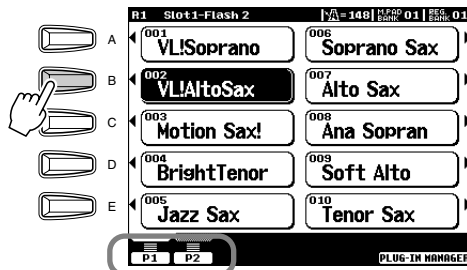 R1 Slot1-Flash 2 =148 M.PAD BANK 01 REG. BANK 01
A
001 VL!Soprano
006 Soprano Sax
B
002 VL!AltoSax
007 Alto Sax
C
003 Motion Sax!
008 Ana Sopran
D
004 BrightTenor
009 Soft Alto
E
005 Jazz Sax
010 Tenor Sax
P1 P2 PLUG-IN MANAGER